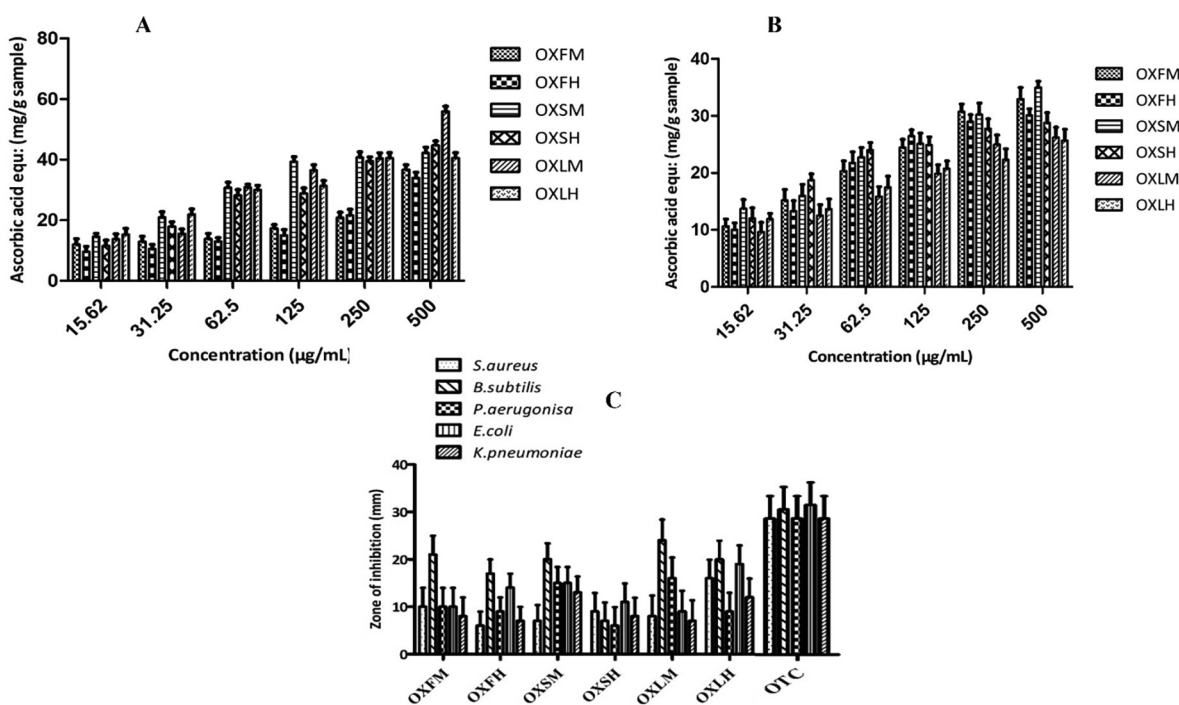 A
Ascorbic acid equ: (mg/g sample)
80
60
40
20
0
15.62
31.25
62.5
125
250
500
Concentration (µg/mL)
OXFM
OXFH
OXSM
OXSH
OXLM
OXLH
B
Ascorbic acid equ: (mg/g sample)
40
30
20
10
0
15.62
31.25
62.5
125
250
500
Concentration (µg/mL)
OXFM
OXFH
OXSM
OXSH
OXLM
OXLH
C
S.aureus
B.subtilis
P.aerugonisa
E.coli
K.pneumoniae
Zone of inhibition (mm)
40
30
20
10
0
OXFM
OXFH
OXSM
OXSH
OXLM
OXLH
OTC